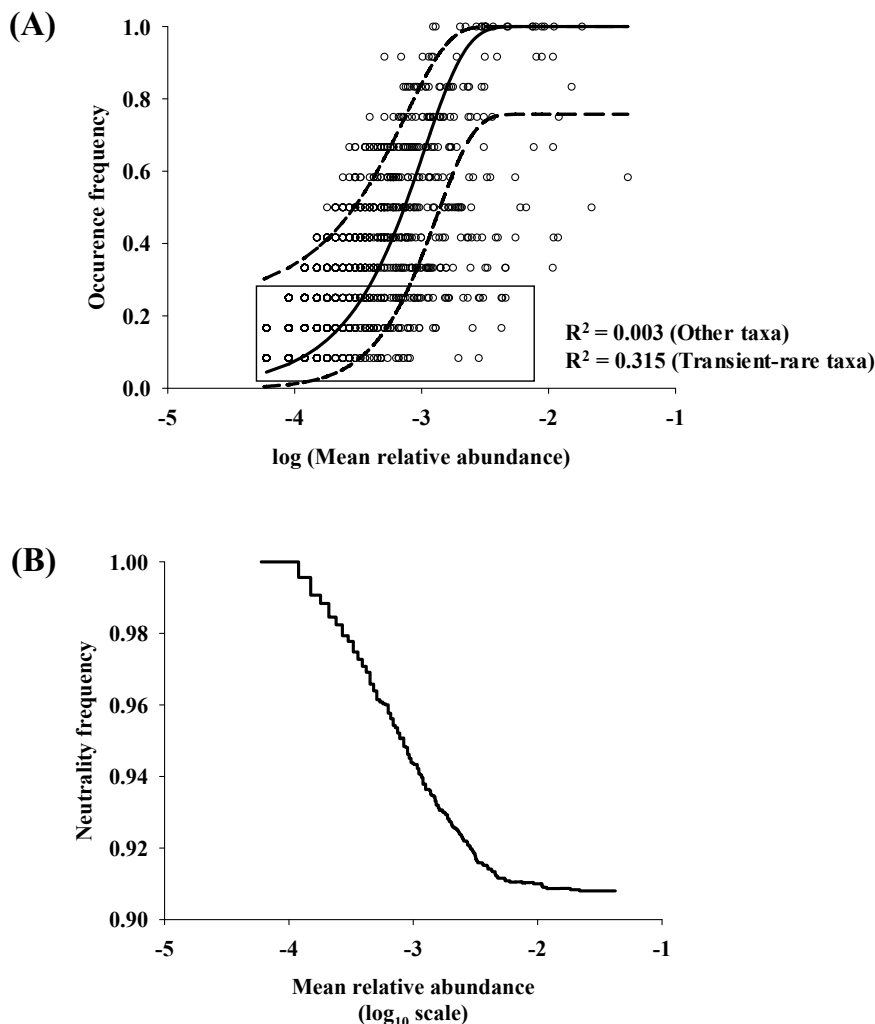 (A)
1.0
0.8
0.6
0.4
0.2
0.0
Occurence frequency
-5
-4
-3
-2
-1
log (Mean relative abundance)
R² = 0.003 (Other taxa)
R² = 0.315 (Transient-rare taxa)
(B)
1.00
0.98
0.96
0.94
0.92
0.90
Neutrality frequency
-5
-4
-3
-2
-1
Mean relative abundance
(log₁₀ scale)